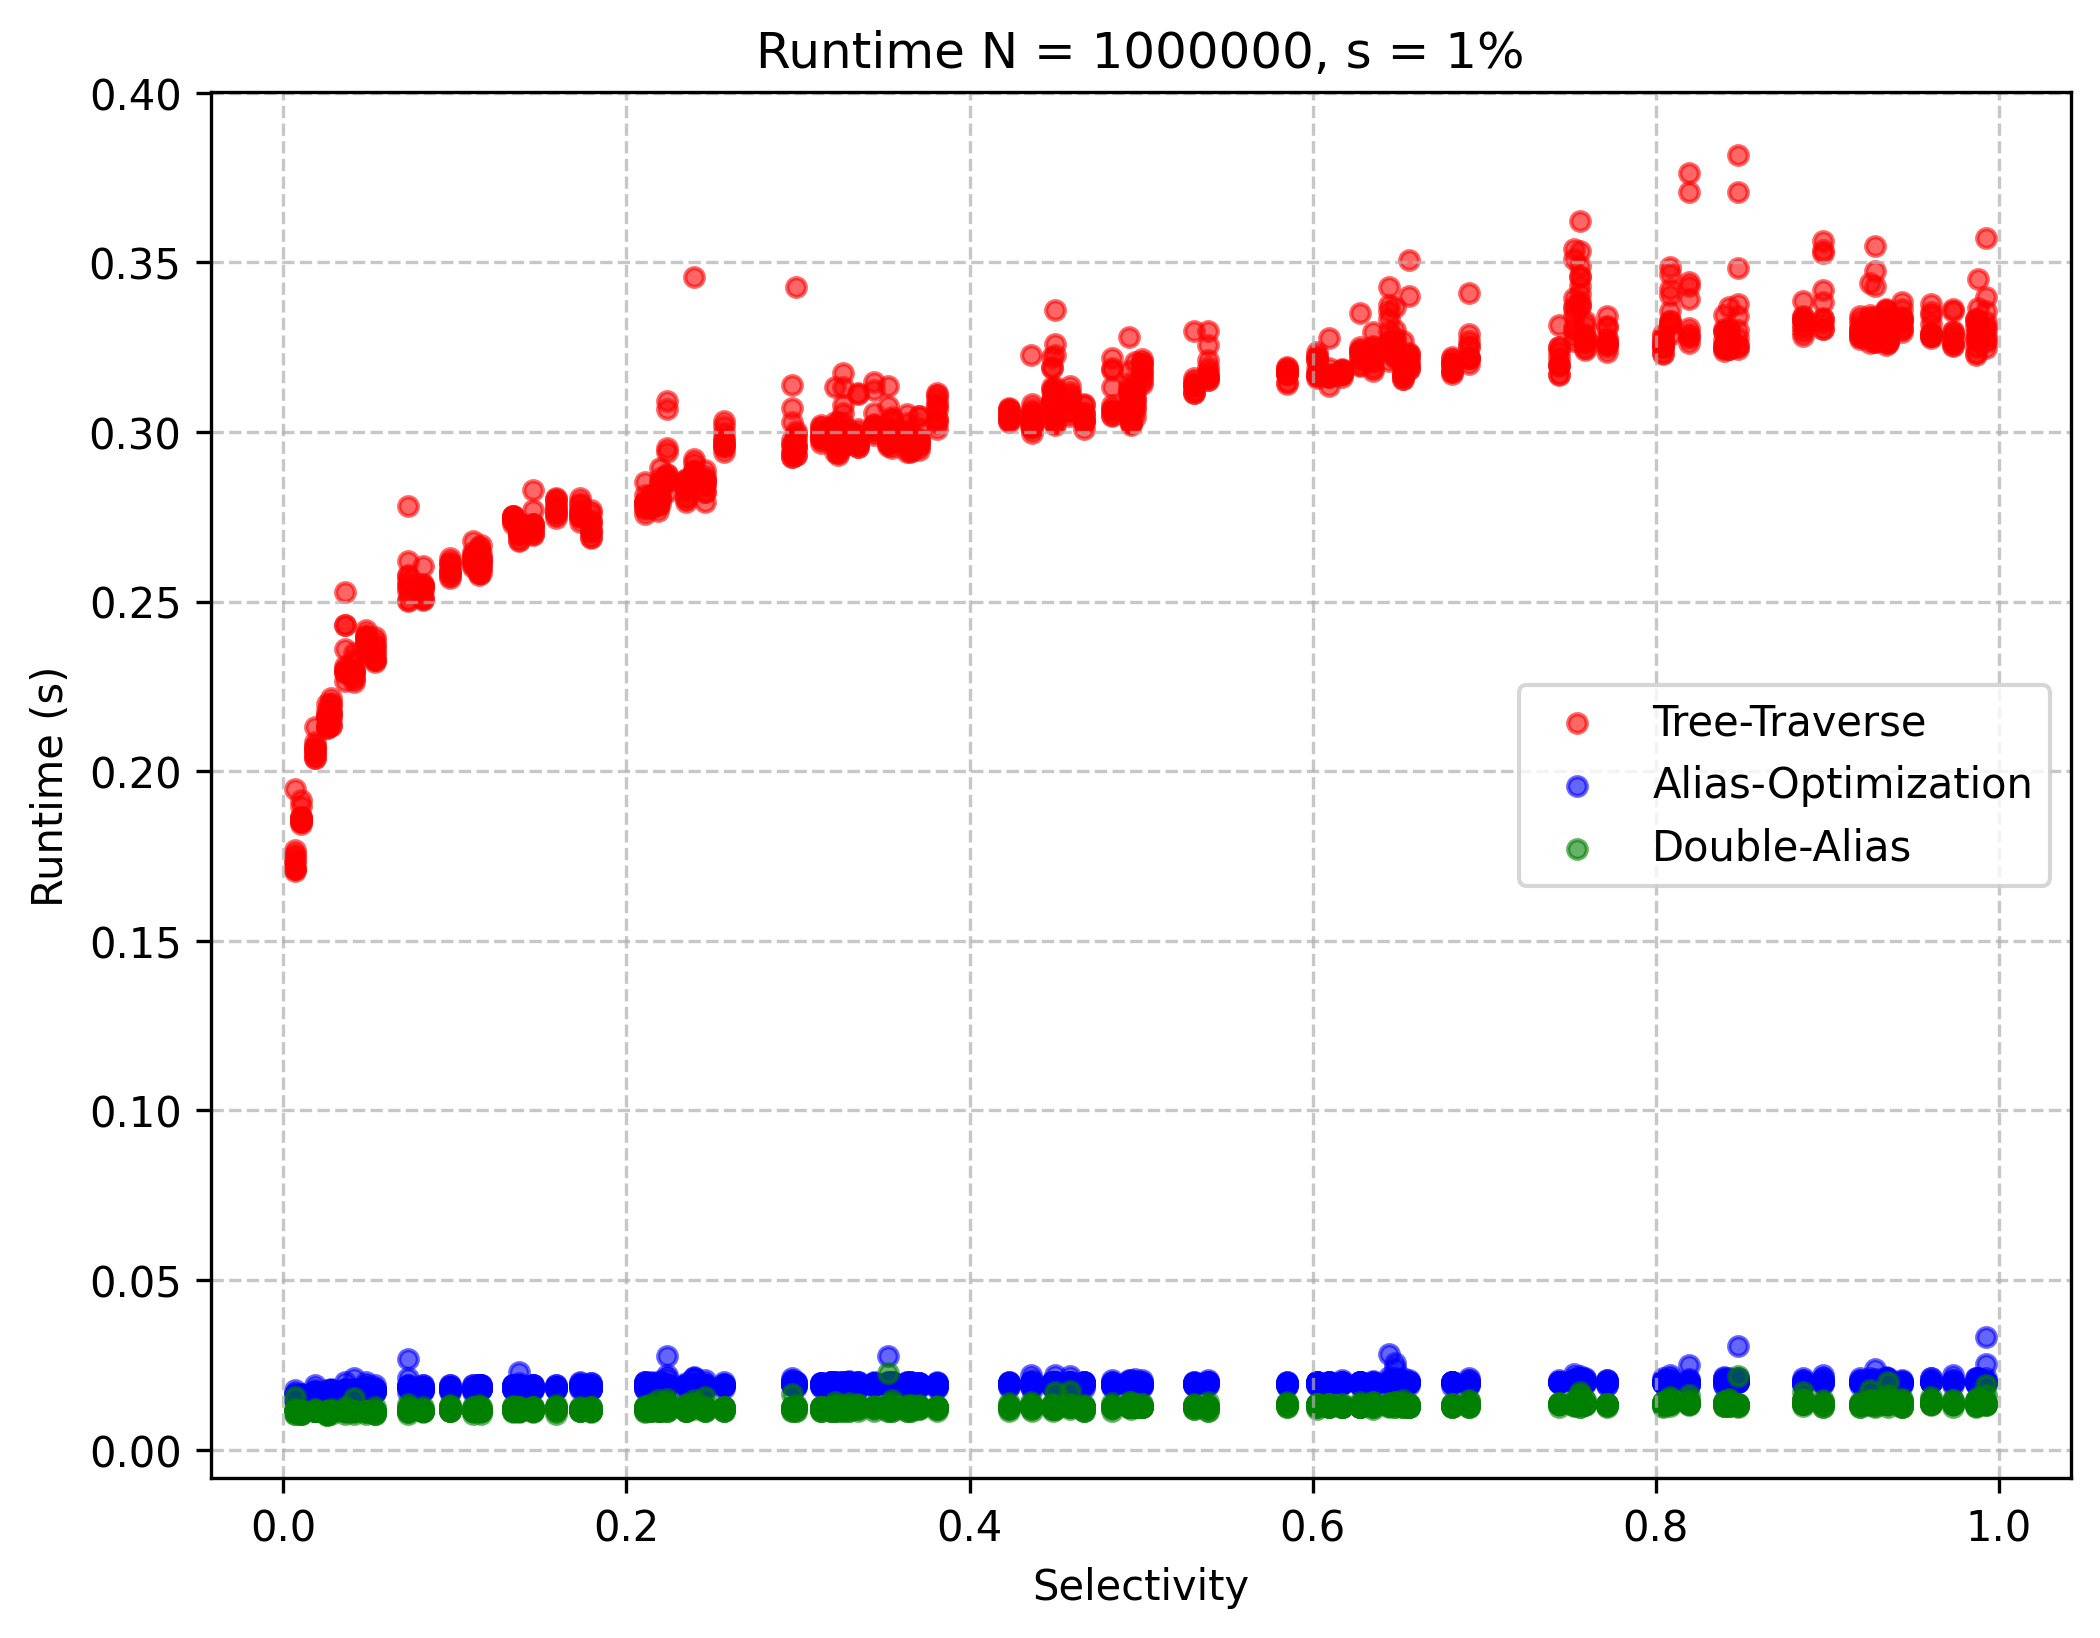 Runtime N = 1000000, s = 1%
0.40
0.35
0.30
0.25
0.20
0.15
0.10
0.05
0.00
Runtime (s)
Tree-Traverse
Alias-Optimization
Double-Alias
0.0 0.2 0.4 0.6 0.8 1.0
Selectivity